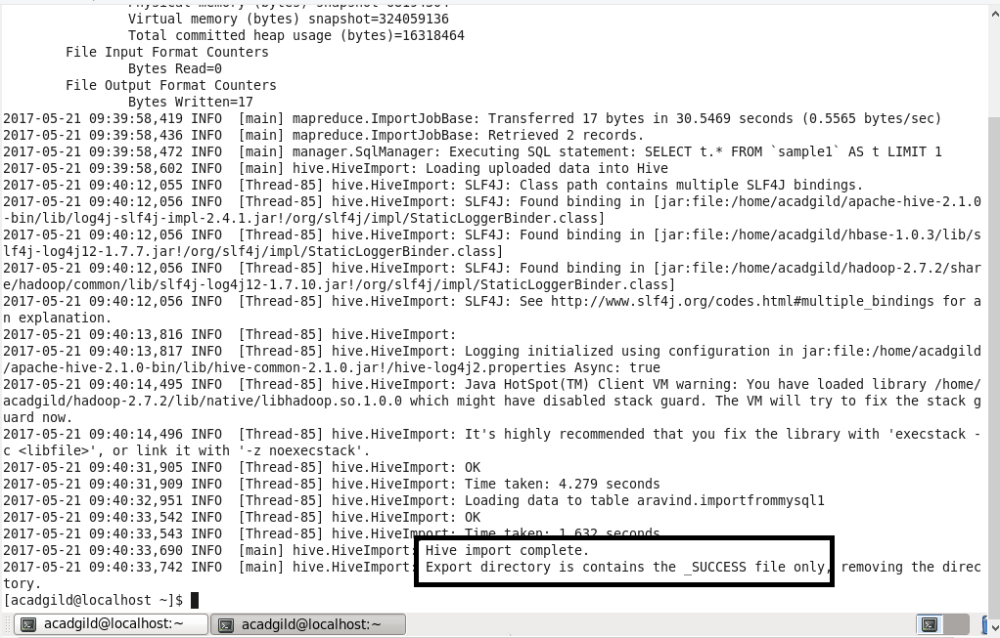 Virtual memory (bytes) snapshot=324059136
Total committed heap usage (bytes)=16318464
File Input Format Counters
Bytes Read=0
File Output Format Counters
Bytes Written=17
2017-05-21 09:39:58,419 INFO  [main] mapreduce.ImportJobBase: Transferred 17 bytes in 30.5469 seconds (0.5565 bytes/sec)
2017-05-21 09:39:58,436 INFO  [main] mapreduce.ImportJobBase: Retrieved 2 records.
2017-05-21 09:39:58,472 INFO  [main] manager.SqlManager: Executing SQL statement: SELECT t.* FROM `sample1` AS t LIMIT 1
2017-05-21 09:39:58,602 INFO  [main] hive.HiveImport: Loading uploaded data into Hive
2017-05-21 09:40:12,055 INFO  [Thread-85] hive.HiveImport: SLF4J: Class path contains multiple SLF4J bindings.
2017-05-21 09:40:12,056 INFO  [Thread-85] hive.HiveImport: SLF4J: Found binding in [jar:file:/home/acadgild/apache-hive-2.1.0
-bin/lib/log4j-slf4j-impl-2.4.1.jar!/org/slf4j/impl/StaticLoggerBinder.class]
2017-05-21 09:40:12,056 INFO  [Thread-85] hive.HiveImport: SLF4J: Found binding in [jar:file:/home/acadgild/hbase-1.0.3/lib/s
lf4j-log4j12-1.7.7.jar!/org/slf4j/impl/StaticLoggerBinder.class]
2017-05-21 09:40:12,056 INFO  [Thread-85] hive.HiveImport: SLF4J: Found binding in [jar:file:/home/acadgild/hadoop-2.7.2/shar
e/hadoop/common/lib/slf4j-log4j12-1.7.10.jar!/org/slf4j/impl/StaticLoggerBinder.class]
2017-05-21 09:40:12,056 INFO  [Thread-85] hive.HiveImport: SLF4J: See http://www.slf4j.org/codes.html#multiple_bindings for a
n explanation.
2017-05-21 09:40:13,816 INFO  [Thread-85] hive.HiveImport:
2017-05-21 09:40:13,817 INFO  [Thread-85] hive.HiveImport: Logging initialized using configuration in jar:file:/home/acadgild
/apache-hive-2.1.0-bin/lib/hive-common-2.1.0.jar!/hive-log4j2.properties Async: true
2017-05-21 09:40:14,495 INFO  [Thread-85] hive.HiveImport: Java HotSpot(TM) Client VM warning: You have loaded library /home/
acadgild/hadoop-2.7.2/lib/native/libhadoop.so.1.0.0 which might have disabled stack guard. The VM will try to fix the stack g
uard now.
2017-05-21 09:40:14,496 INFO  [Thread-85] hive.HiveImport: It's highly recommended that you fix the library with 'execstack -
c <libfile>', or link it with '-z noexecstack'.
2017-05-21 09:40:31,905 INFO  [Thread-85] hive.HiveImport: OK
2017-05-21 09:40:31,909 INFO  [Thread-85] hive.HiveImport: Time taken: 4.279 seconds
2017-05-21 09:40:32,951 INFO  [Thread-85] hive.HiveImport: Loading data to table aravind.importfrommysql1
2017-05-21 09:40:33,542 INFO  [Thread-85] hive.HiveImport: OK
2017-05-21 09:40:33,543 INFO  [Thread-85] hive.HiveImport: Time taken: 1.632 seconds
2017-05-21 09:40:33,690 INFO  [main] hive.HiveImport: Hive import complete.
2017-05-21 09:40:33,742 INFO  [main] hive.HiveImport: Export directory is contains the _SUCCESS file only, removing the direc
tory.
[acadgild@localhost ~]$
acadgild@localhost:~ acadgild@localhost:~